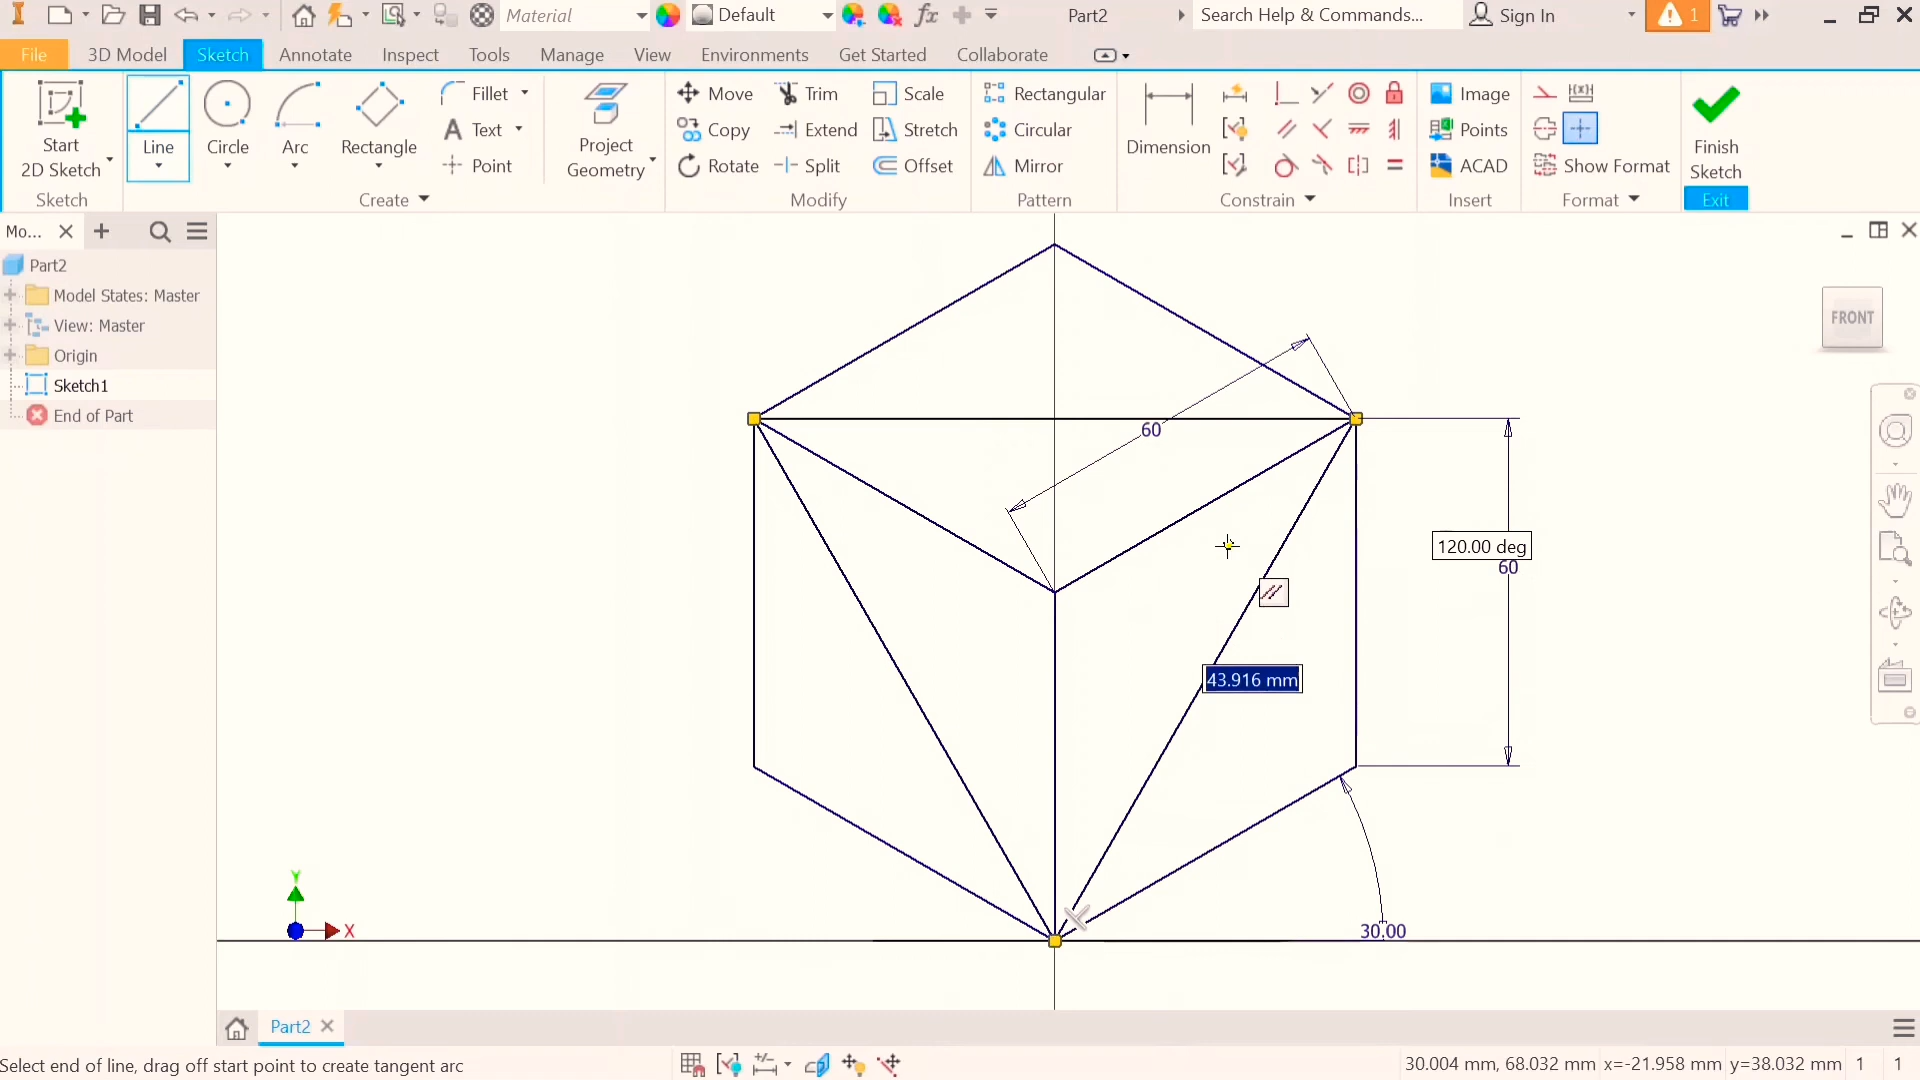 Material
Default
Part2
Search Help & Commands...
Sign In
1
File
3D Model
Sketch
Annotate
Inspect
Tools
Manage
View
Environments
Get Started
Collaborate
Start
2D Sketch
Line
Circle
Arc
Rectangle
Fillet
Text
Point
Project
Geometry
Move
Copy
Rotate
Trim
Extend
Split
Scale
Stretch
Offset
Rectangular
Circular
Mirror
Dimension
Image
Points
ACAD
Show Format
Finish
Sketch
Sketch
Create
Modify
Pattern
Constrain
Insert
Format
Exit
Mo...
Part2
Model States: Master
View: Master
Origin
Sketch1
End of Part
FRONT
60
120.00 deg
60
43.916 mm
30.00
Y
X
Part2
Select end of line, drag off start point to create tangent arc
30.004 mm, 68.032 mm x=-21.958 mm y=38.032 mm 1 1